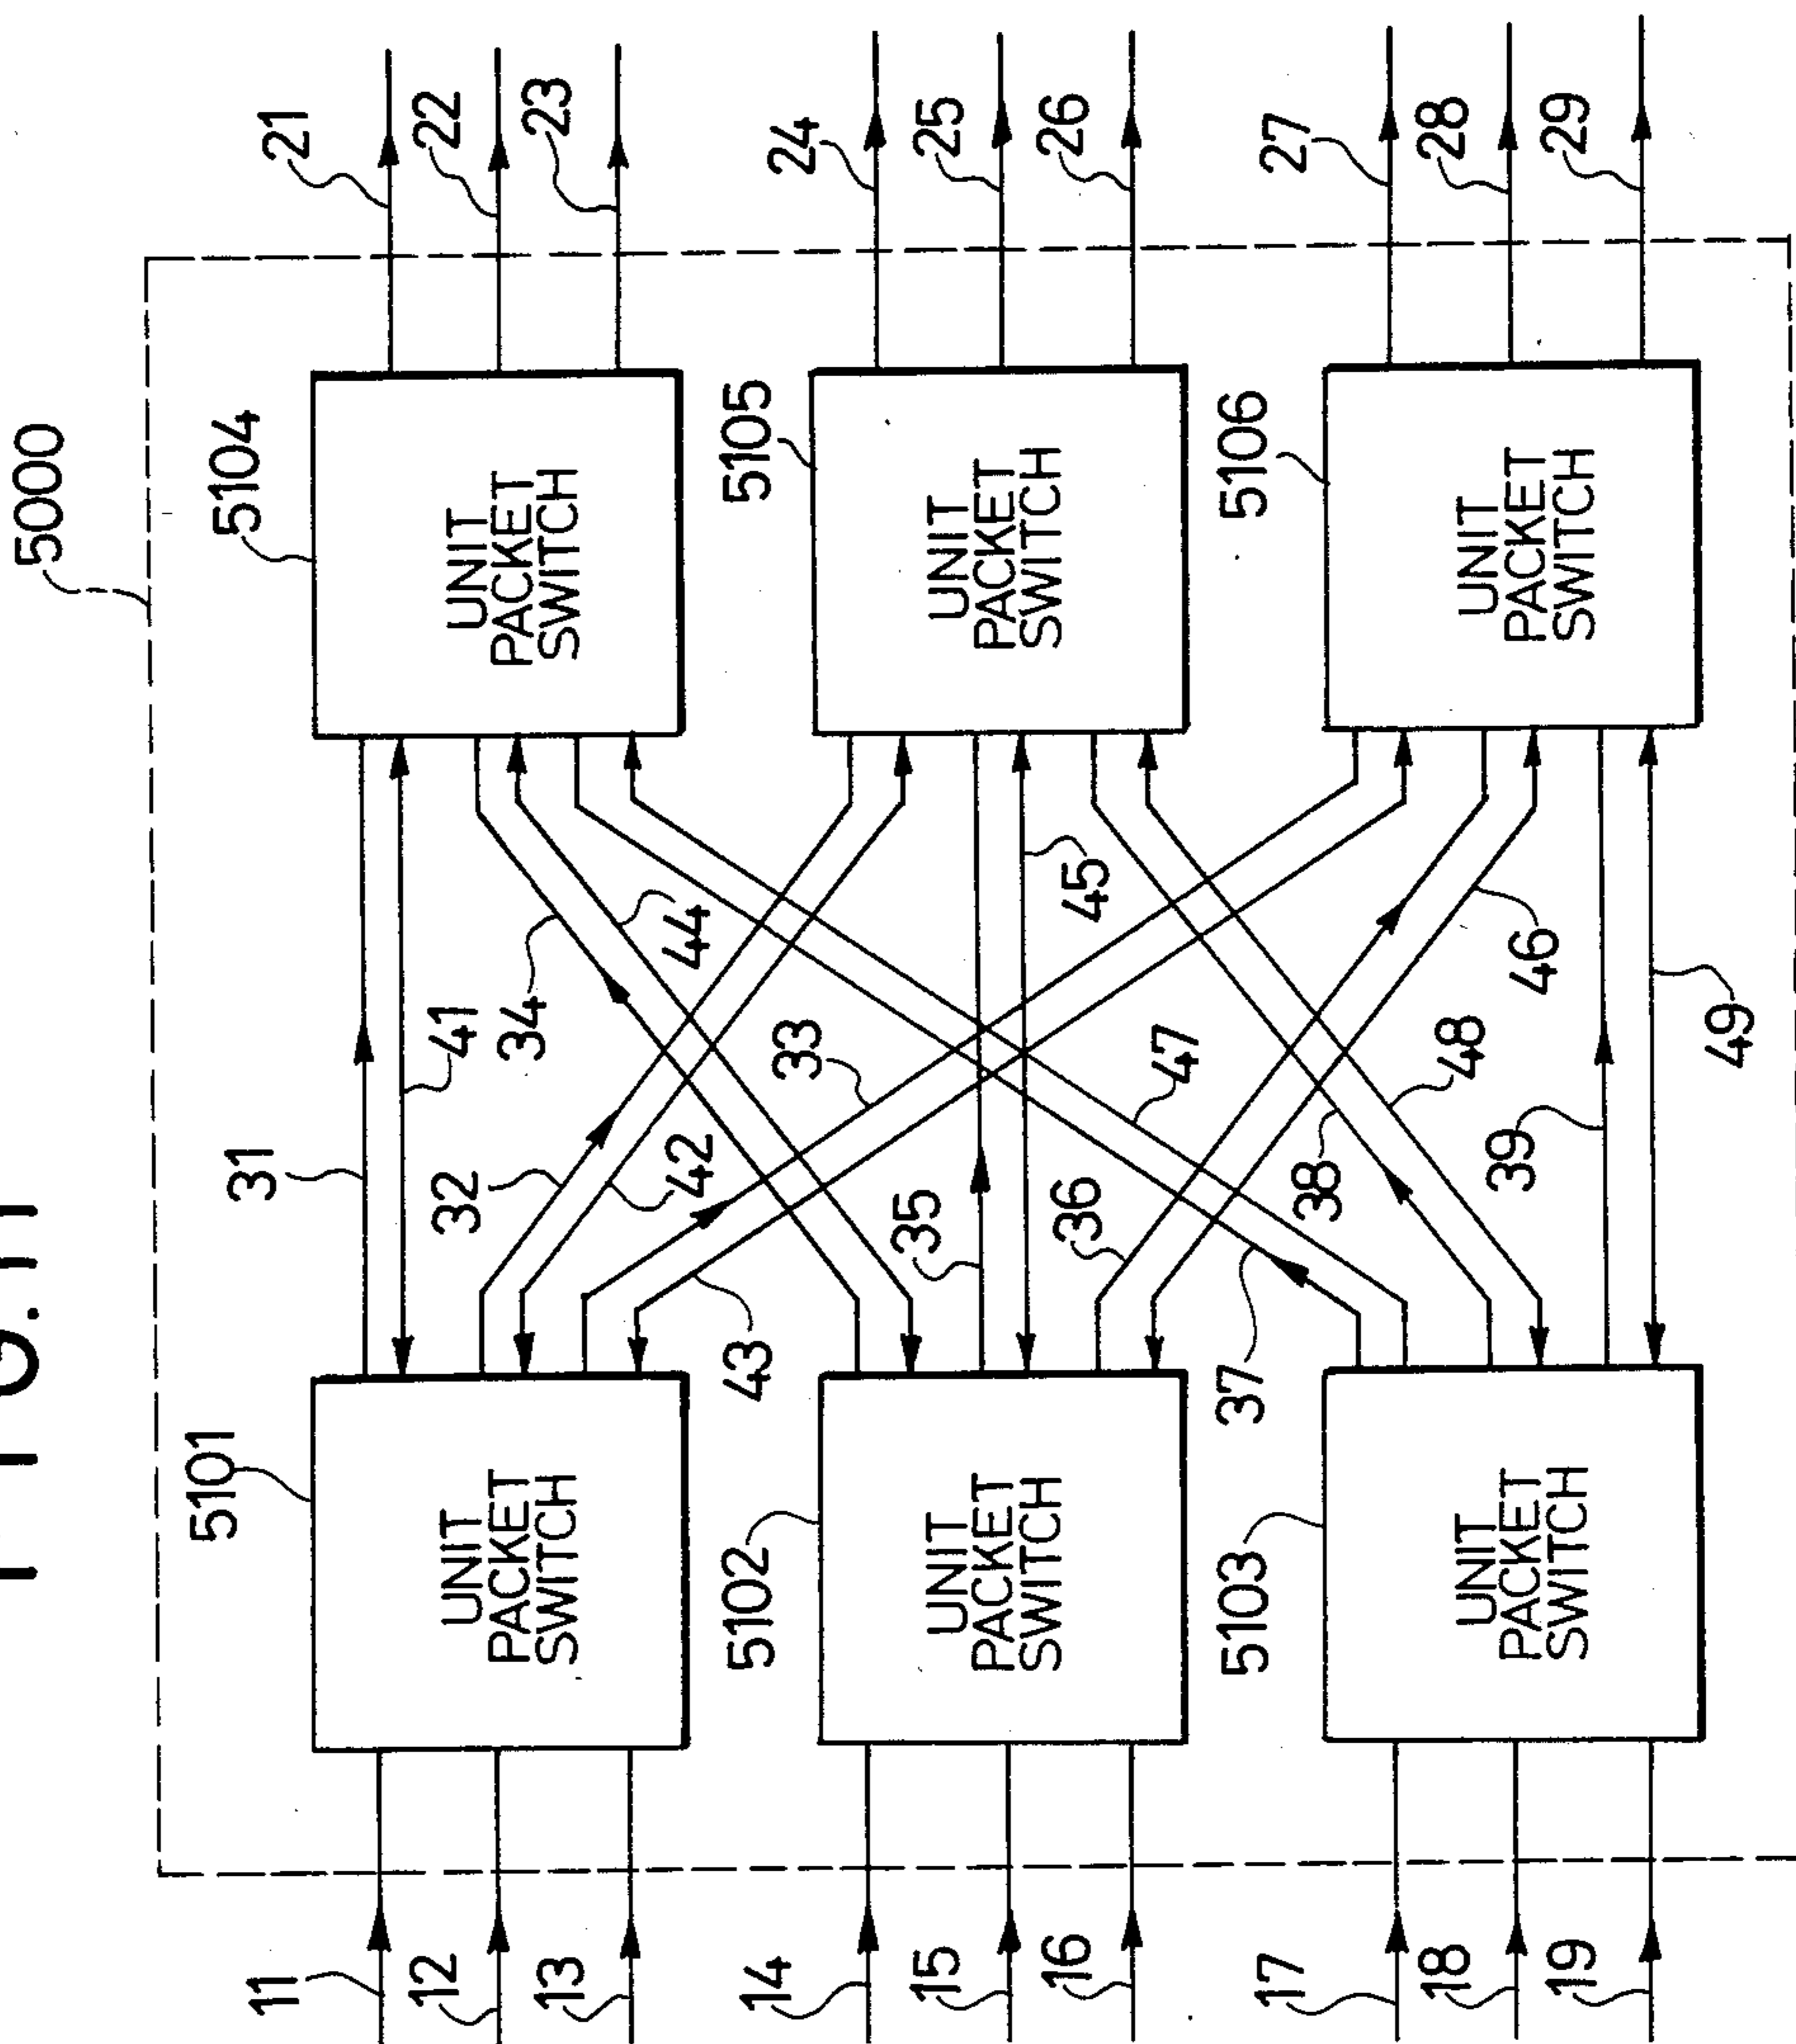 5000
5101
5104
11
31
21
UNIT
PACKET
SWITCH
UNIT
PACKET
SWITCH
12
32
41
22
13
34
23
42
44
43
33
5102
5105
14
24
UNIT
PACKET
SWITCH
UNIT
PACKET
SWITCH
15
35
25
16
36
45
26
47
37
5103
5106
17
38
27
UNIT
PACKET
SWITCH
UNIT
PACKET
SWITCH
18
48
28
39
46
19
29
49